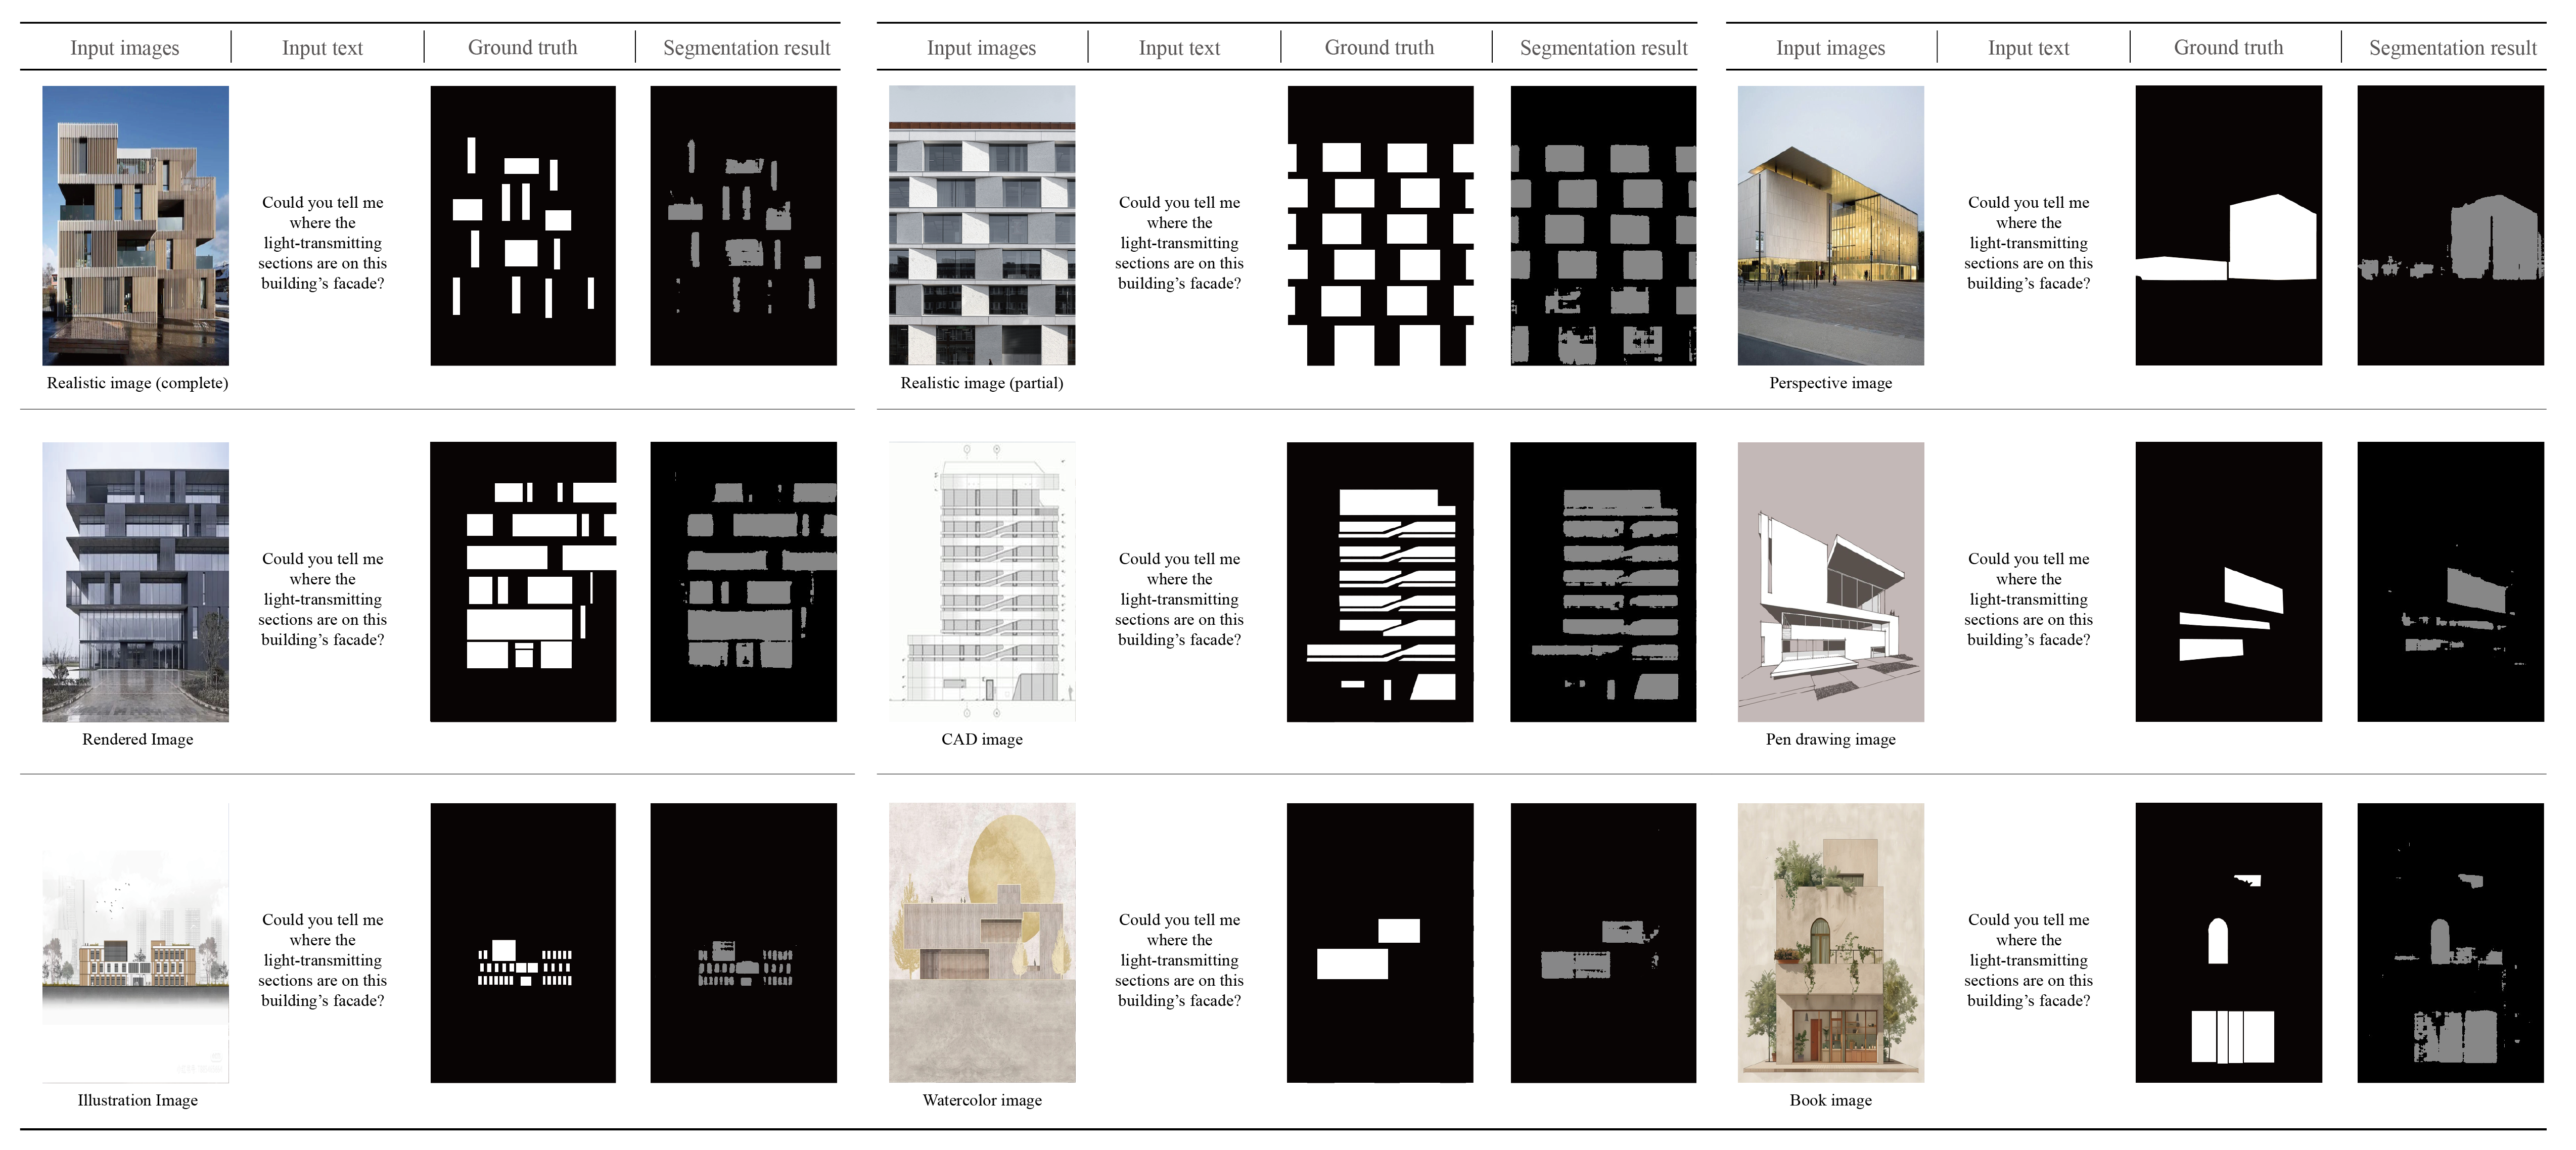 Input images Input text Ground truth Segmentation result
Input images Input text Ground truth Segmentation result
Input images Input text Ground truth Segmentation result
Could you tell me
where the
light-transmitting
sections are on this
building's facade?
Realistic image (complete)
Could you tell me
where the
light-transmitting
sections are on this
building's facade?
Realistic image (partial)
Could you tell me
where the
light-transmitting
sections are on this
building's facade?
Perspective image
Could you tell me
where the
light-transmitting
sections are on this
building's facade?
Rendered Image
Could you tell me
where the
light-transmitting
sections are on this
building's facade?
CAD image
Could you tell me
where the
light-transmitting
sections are on this
building's facade?
Pen drawing image
Could you tell me
where the
light-transmitting
sections are on this
building's facade?
Illustration Image
Could you tell me
where the
light-transmitting
sections are on this
building's facade?
Watercolor image
Could you tell me
where the
light-transmitting
sections are on this
building's facade?
Book image